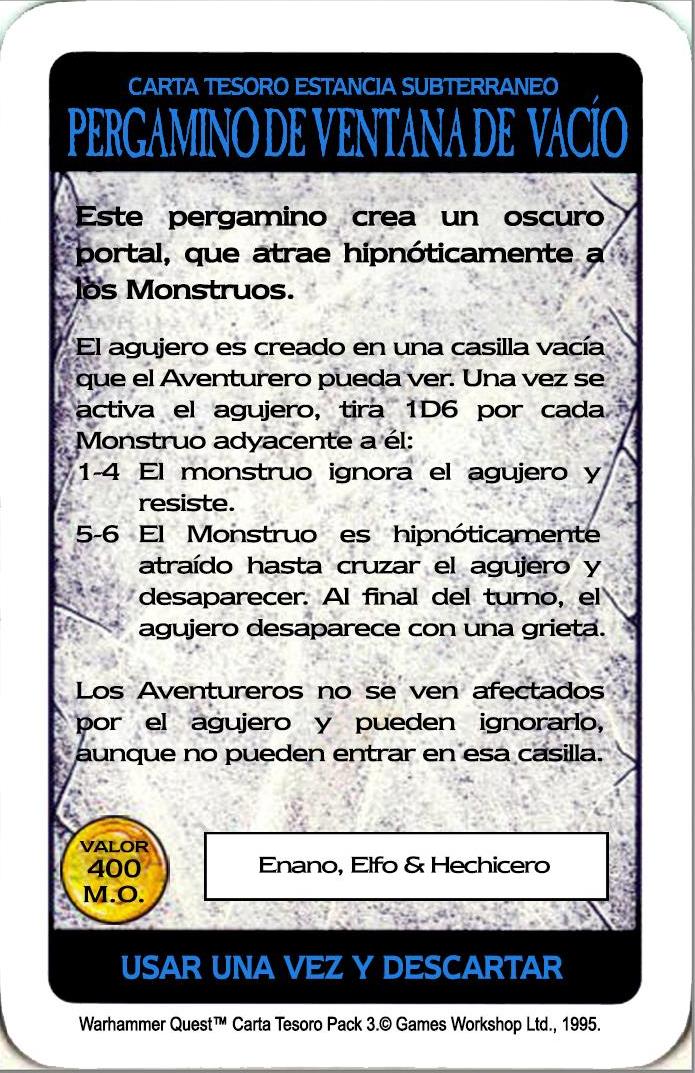 CARTA TESORO ESTANCIA SUBTERRANEO
PERGAMINO DE VENTANA DE VACÍO
Este pergamino crea un oscuro
portal, que atrae hipnóticamente a
los Monstruos.
El agujero es creado en una casilla vacía
que el Aventurero pueda ver. Una vez se
activa el agujero, tira 1D6 por cada
Monstruo adyacente a él:
1-4 El monstruo ignora el agujero y
resiste.
5-6 El Monstruo es hipnóticamente
atraído hasta cruzar el agujero y
desaparecer. Al final del turno, el
agujero desaparece con una grieta.
Los Aventureros no se ven afectados
por el agujero y pueden ignorarlo,
aunque no pueden entrar en esa casilla.
VALOR
400
M.O.
Enano, Elfo & Hechicero
USAR UNA VEZ Y DESCARTAR
Warhammer Quest™ Carta Tesoro Pack 3.© Games Workshop Ltd., 1995.